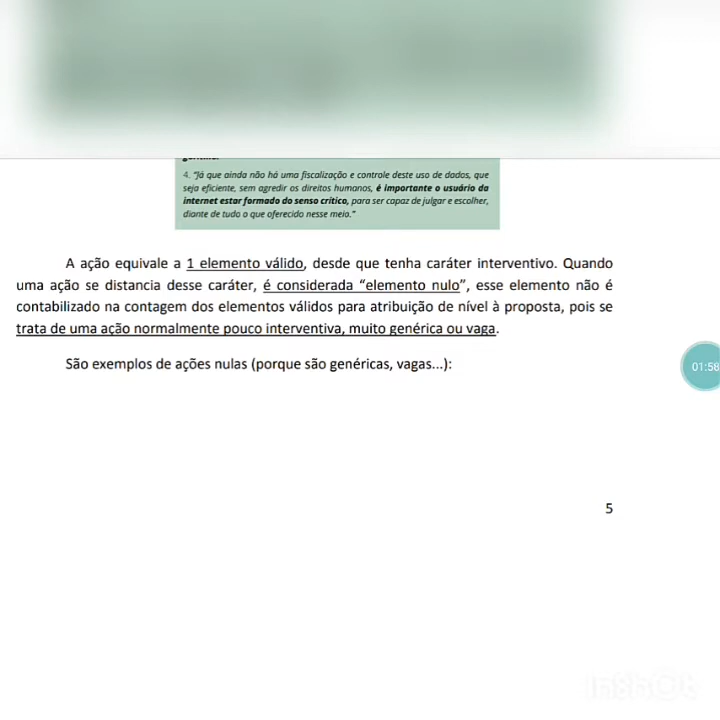 4. "Já que ainda não há uma fiscalização e controle deste uso de dados, que
seja eficiente, sem agredir os direitos humanos, é importante o usuário da
internet estar formado do senso crítico, para ser capaz de julgar e escolher,
diante de tudo o que oferecido nesse meio."
A ação equivale a 1 elemento válido, desde que tenha caráter interventivo. Quando
uma ação se distancia desse caráter, é considerada “elemento nulo”, esse elemento não é
contabilizado na contagem dos elementos válidos para atribuição de nível à proposta, pois se
trata de uma ação normalmente pouco interventiva, muito genérica ou vaga.
São exemplos de ações nulas (porque são genéricas, vagas...):
01:58
5
InShOt